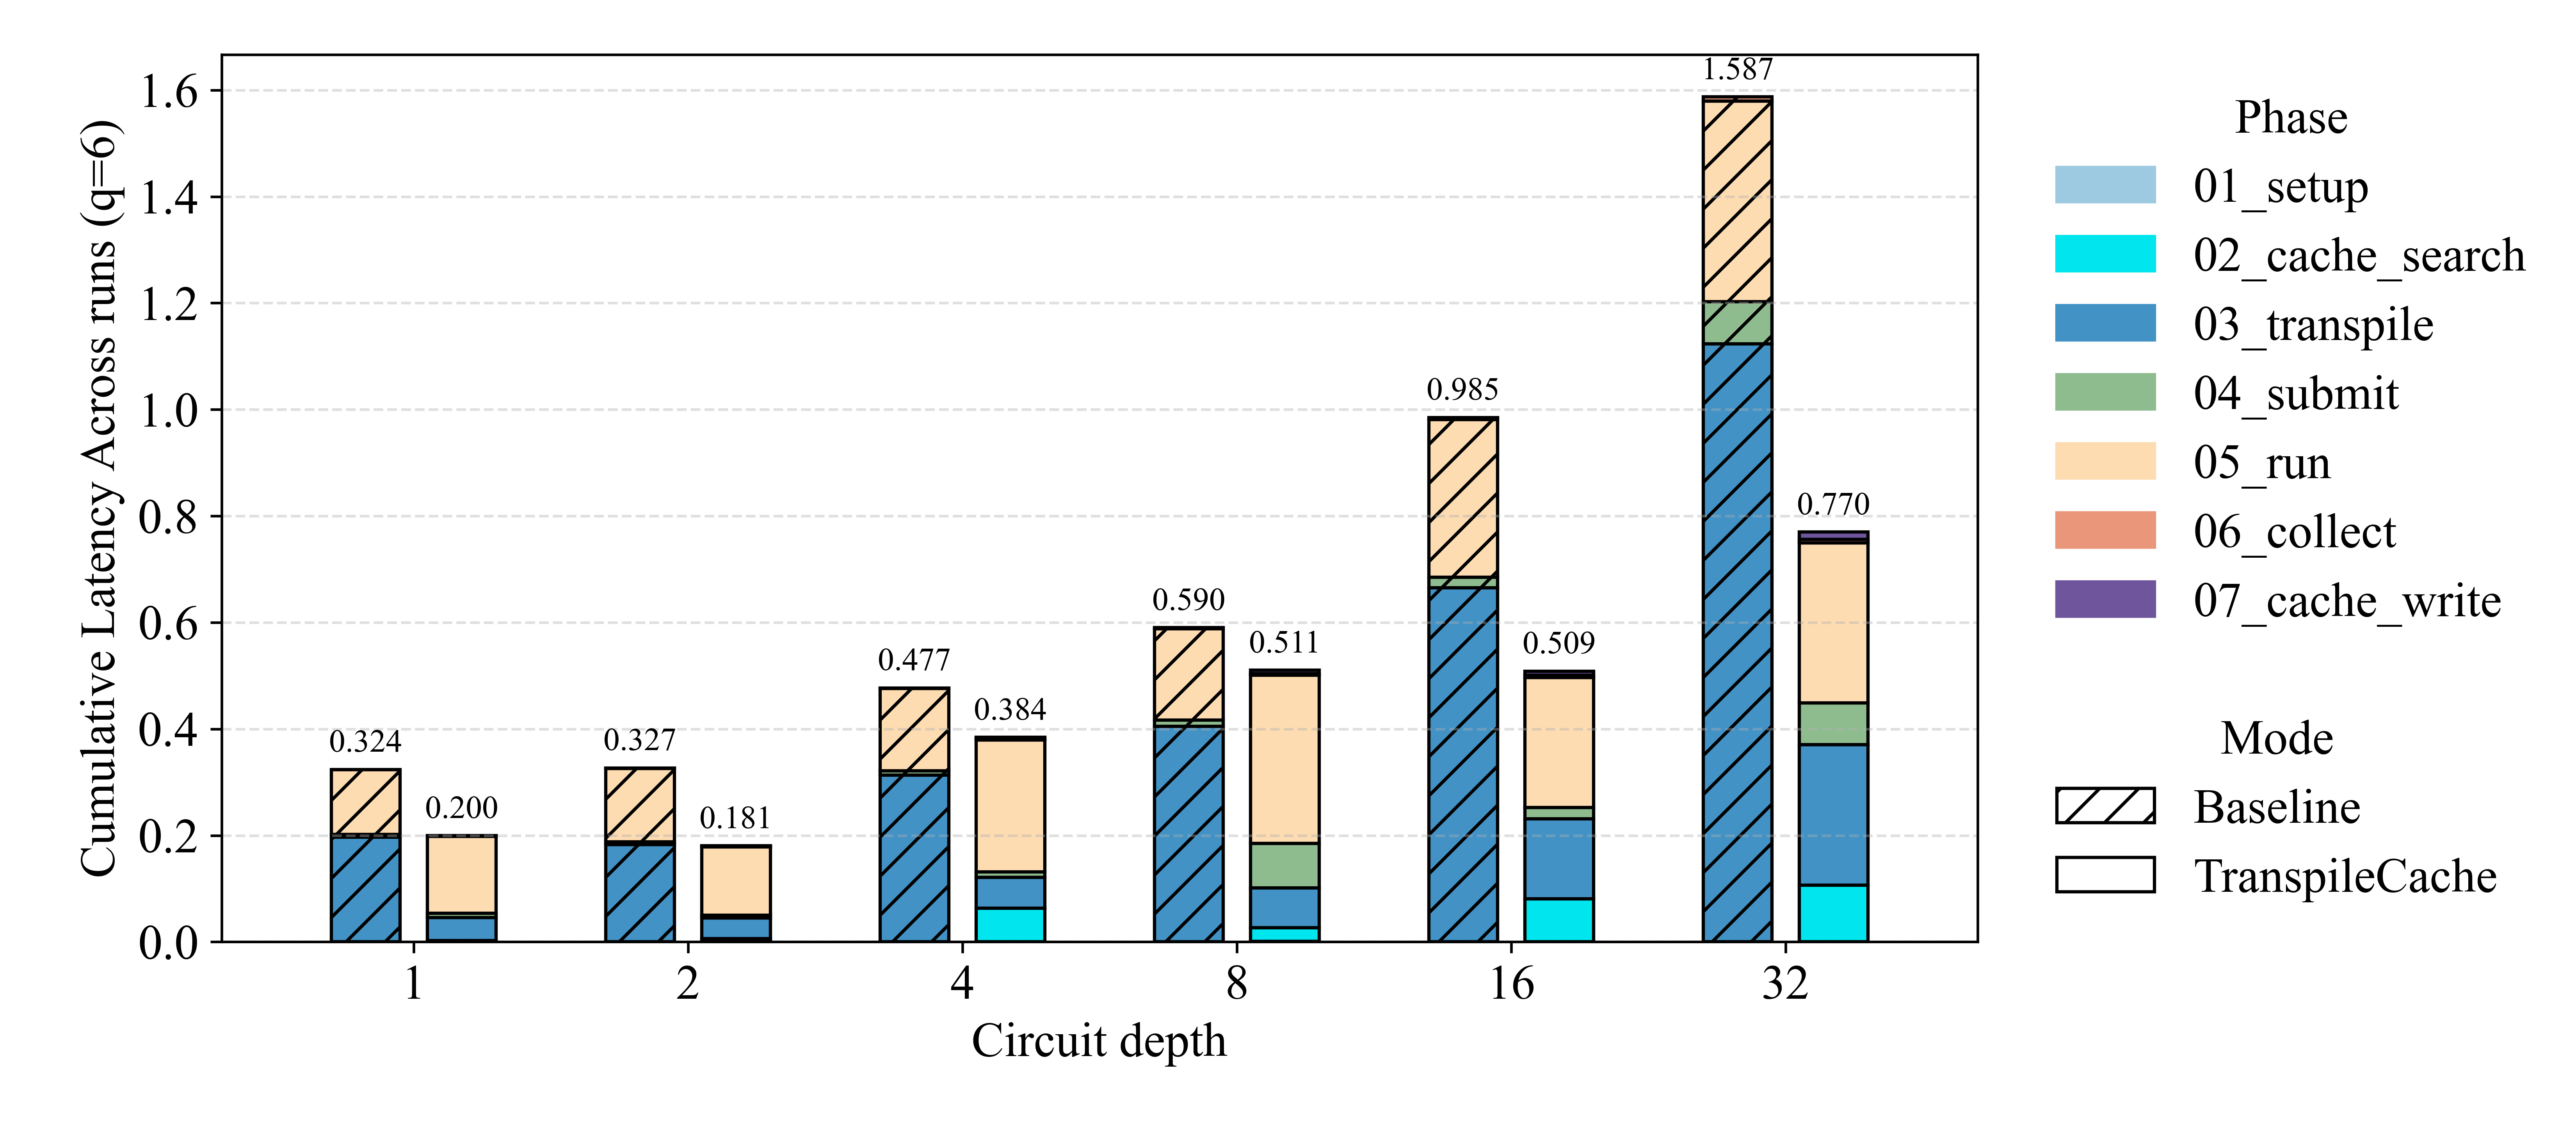 Cumulative Latency Across runs (q=6)
1.6
1.4
1.2
1.0
0.8
0.6
0.4
0.2
0.0
0.324
0.200
0.327
0.181
0.477
0.384
0.590
0.511
0.985
0.509
1.587
0.770
1
2
4
8
16
32
Circuit depth
Phase
01_setup
02_cache_search
03_transpile
04_submit
05_run
06_collect
07_cache_write
Mode
Baseline
TranspileCache